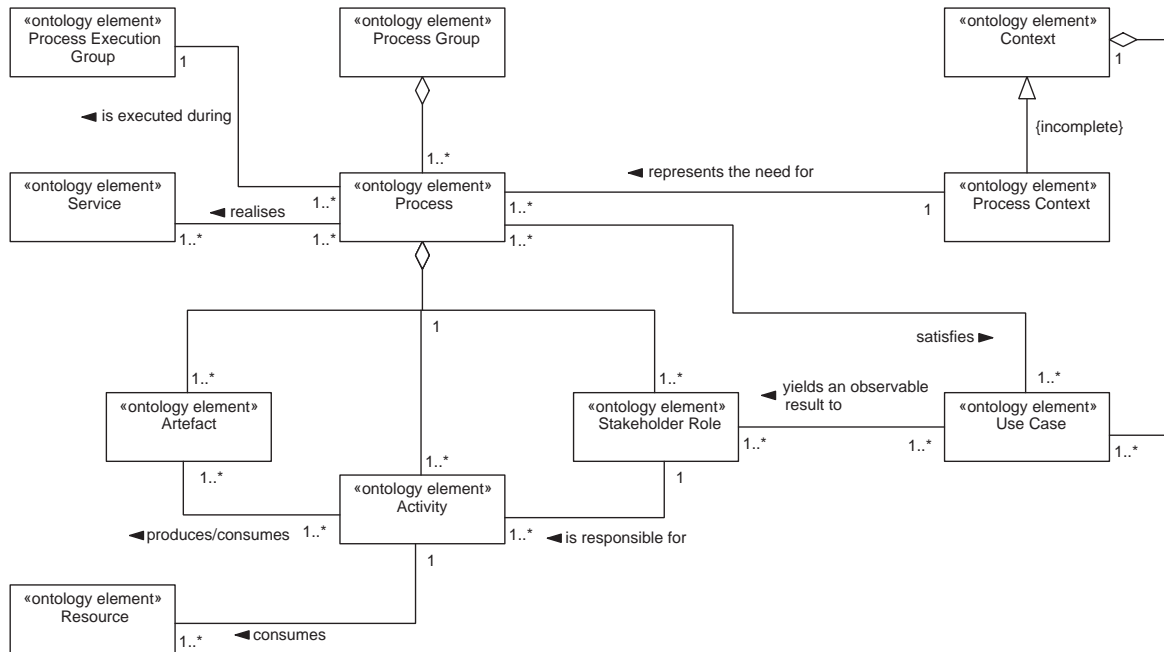 «ontology element»
Process Execution
Group
1
«ontology element»
Process Group
«ontology element»
Context
1
is executed during
{incomplete}
1..*
«ontology element»
Service
1..*
realises
1..*
1..*
«ontology element»
Process
1..*
1..*
represents the need for
1
«ontology element»
Process Context
1
satisfies
1..*
1..*
yields an observable
result to
1..*
«ontology element»
Artefact
1..*
«ontology element»
Stakeholder Role
1..*
1..*
«ontology element»
Use Case
1..*
1..*
1
«ontology element»
Activity
produces/consumes
1..*
1..*
is responsible for
1
«ontology element»
Resource
1..*
consumes